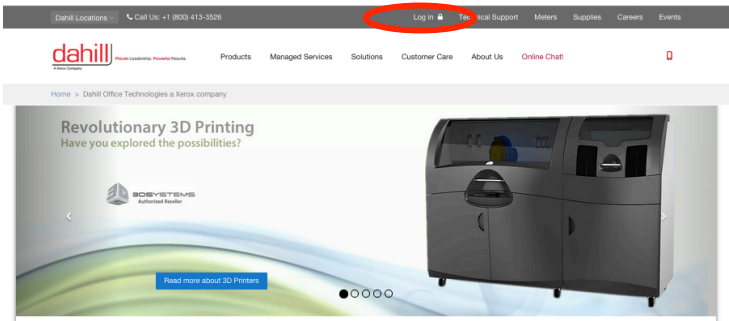 Dahill Locations Call Us: +1 (800) 413-3526 Log in Technical Support Meters Supplies Careers Events
dahill Proven Leadership. Powerful Results. Products Managed Services Solutions Customer Care About Us Online Chat!
A Xerox Company
Home > Dahill Office Technologies a Xerox company
Revolutionary 3D Printing
Have you explored the possibilities?
3DSYSTEMS
Authorized Reseller
Read more about 3D Printers